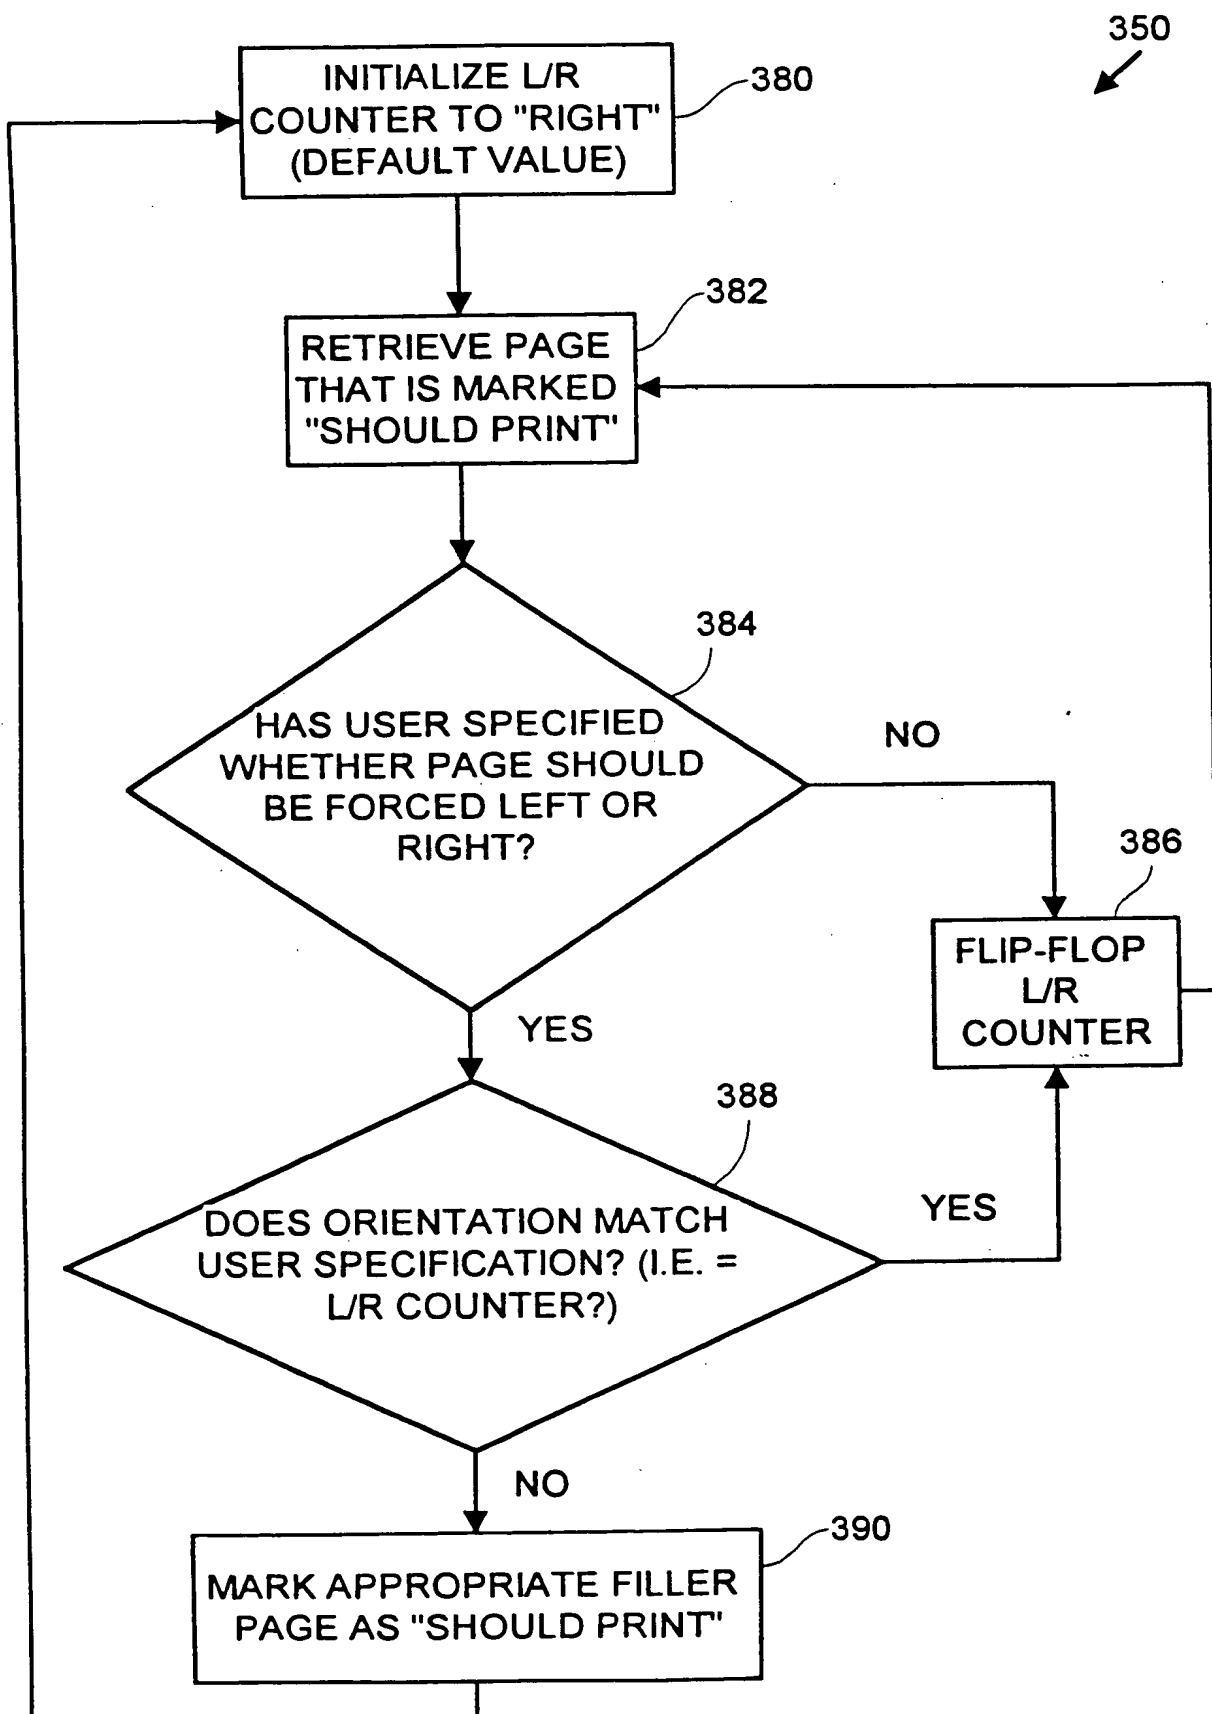 350
INITIALIZE L/R
COUNTER TO "RIGHT"
(DEFAULT VALUE)
380
382
RETRIEVE PAGE
THAT IS MARKED
"SHOULD PRINT"
384
HAS USER SPECIFIED
WHETHER PAGE SHOULD
BE FORCED LEFT OR
RIGHT?
NO
386
FLIP-FLOP
L/R
COUNTER
YES
388
DOES ORIENTATION MATCH
USER SPECIFICATION? (I.E. =
L/R COUNTER?)
YES
NO
390
MARK APPROPRIATE FILLER
PAGE AS "SHOULD PRINT"